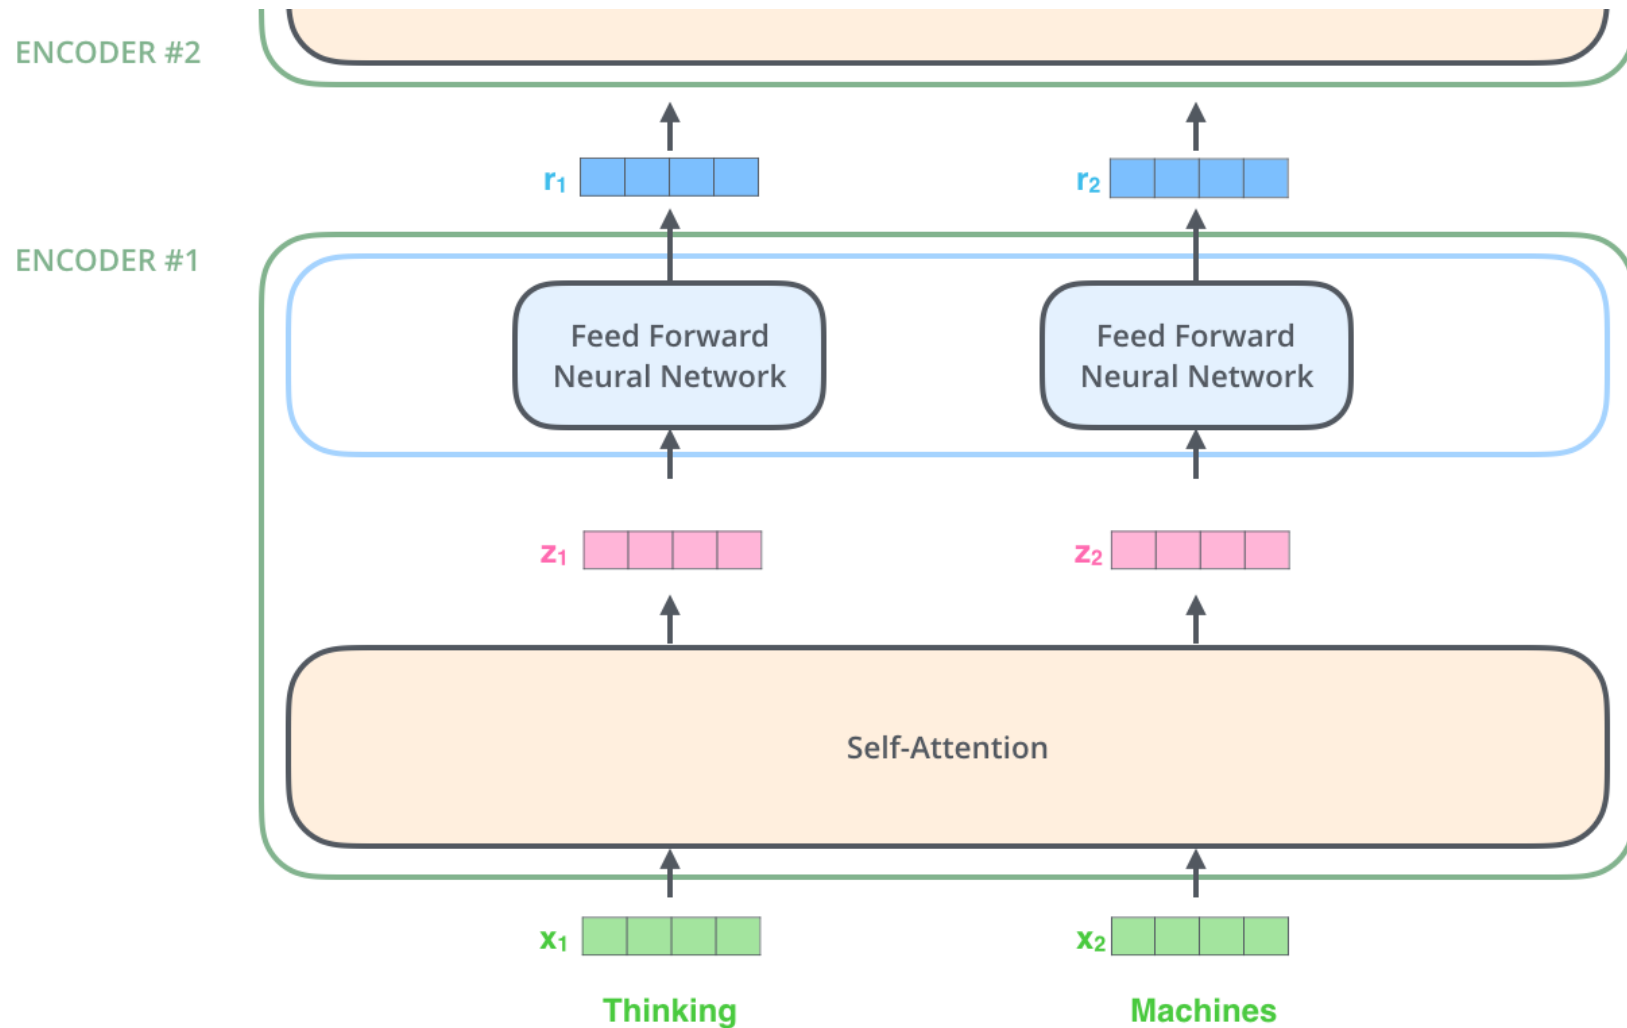 ENCODER #2
r1
r2
ENCODER #1
Feed Forward
Neural Network
Feed Forward
Neural Network
z1
z2
Self-Attention
x1
x2
Thinking
Machines